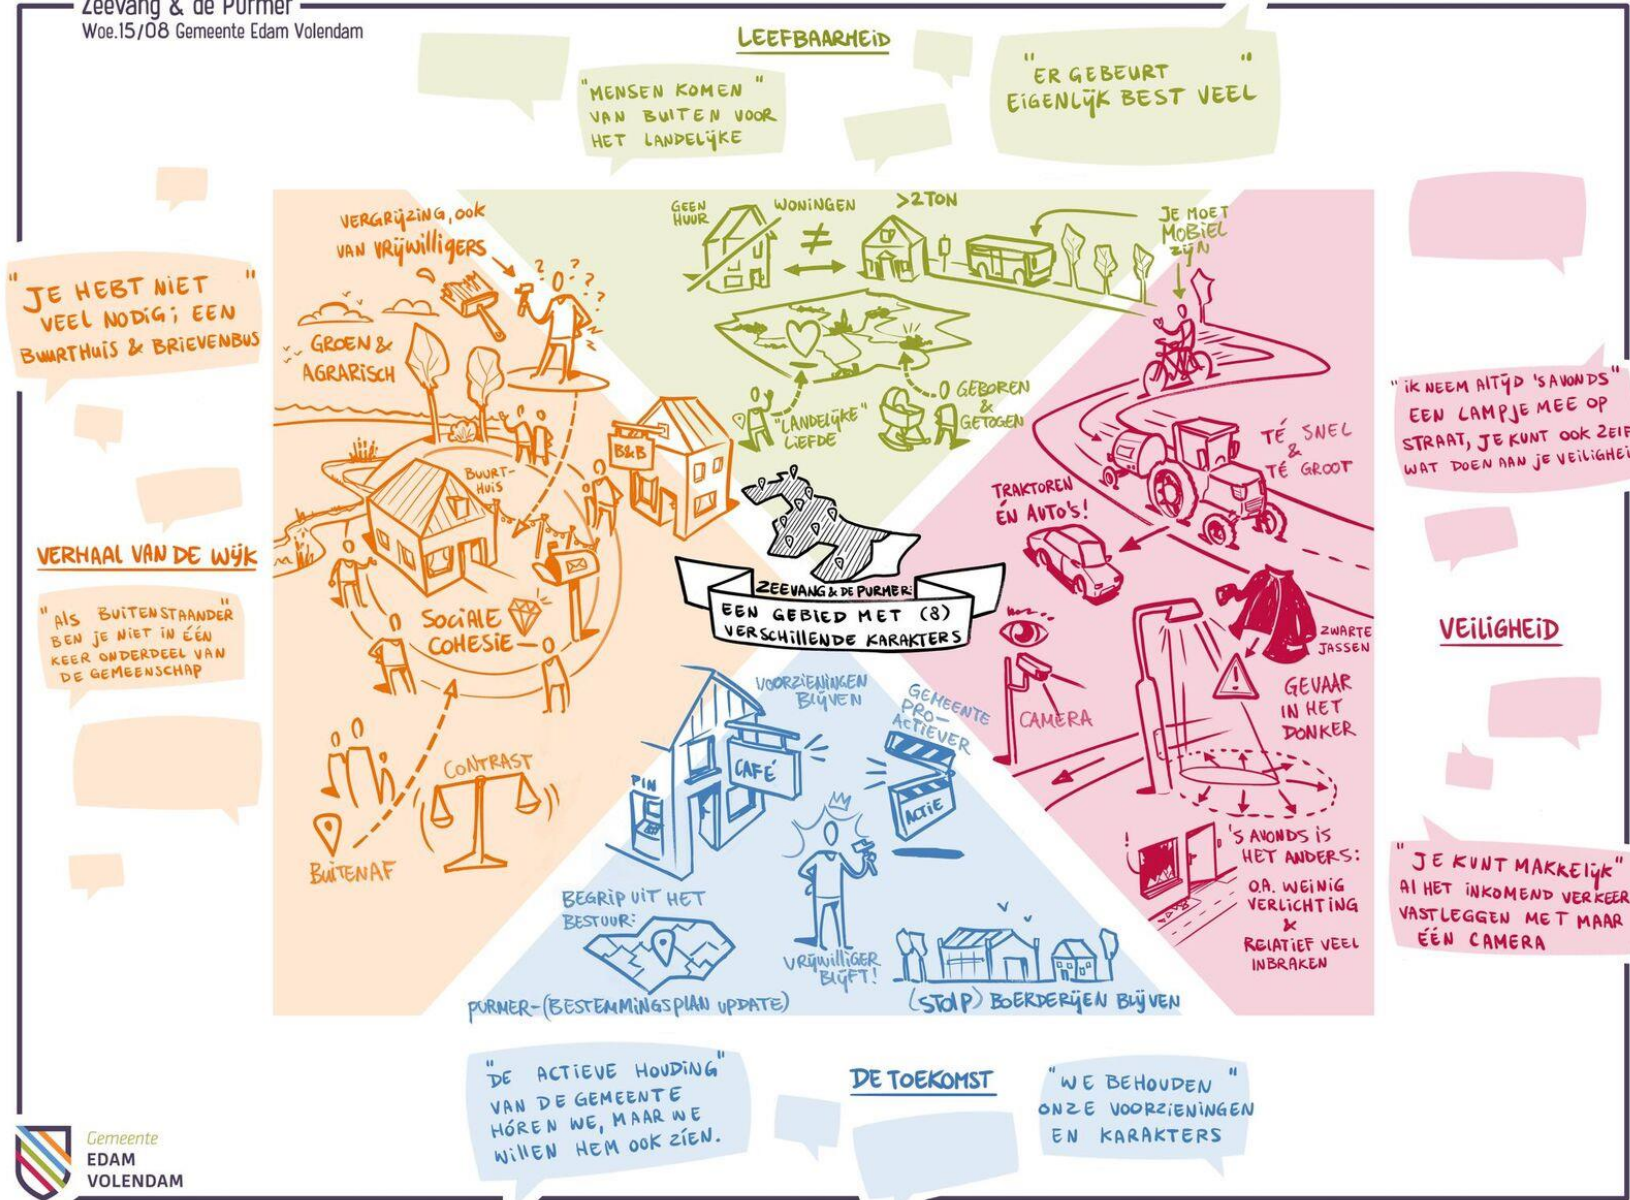 Zeevang & de Purmer
Woe.15/08 Gemeente Edam Volendam
LEEFBAARHEID
"MENSEN KOMEN"
VAN BUITEN VOOR
HET LANDELIJKE
"ER GEBEURT"
EIGENLIJK BEST VEEL
GEEN
HUUR
WONINGEN
≠
>2TON
JE MOET
MOBIEL
ZIJN
"LANDELIJKE"
LIEFDE
GEBOREN
&
GETOGEN
"JE HEBT NIET"
VEEL NODIG; EEN
BUURTHUIS & BRIEVENBUS
VERHAAL VAN DE WIJK
"ALS BUITENSTAANDER"
BEN JE NIET IN ÉÉN
KEER ONDERDEEL VAN
DE GEMEENSCHAP
VERGRIJZING, OOK
VAN VRIJWILLIGERS
? ? ? ? ?
GROEN &
AGRARISCH
BUURT-
HUIS
B&B
SOCIALE
COHESIE
CONTRAST
BUITENAF
ZEEVANG & DE PURMER:
EEN GEBIED MET (8)
VERSCHILLENDE KARAKTERS
TÉ SNEL
&
TÉ GROOT
TRAKTOREN
ÉN AUTO'S!
ZWARTE
JASSEN
CAMERA
GEVAAR
IN HET
DONKER
!
!
'S AVONDS IS
HET ANDERS:
O.A. WEINIG
VERLICHTING
&
RELATIEF VEEL
INBRAKEN
"IK NEEM ALTIJD 'S AVONDS"
EEN LAMPJE MEE OP
STRAAT, JE KUNT OOK ZELF
WAT DOEN AAN JE VEILIGHEI
VEILIGHEID
"JE KUNT MAKKELIJK"
AL HET INKOMEND VERKEER
VASTLEGGEN MET MAAR
ÉÉN CAMERA
VOORZIENINGEN
BLIJVEN
GEMEENTE
PRO-
ACTIEVER
PIN
CAFÉ
ACTIE
BEGRIP UIT HET
BESTUUR:
PURMER-(BESTEMMINGSPLAN UPDATE)
VRIJWILLIGER
BLIJFT!
(STOLP) BOERDERIJEN BLIJVEN
"DE ACTIEVE HOUDING"
VAN DE GEMEENTE
HÓREN WE, MAAR WE
WILLEN HEM OOK ZÍEN.
DE TOEKOMST
"WE BEHOUDEN"
ONZE VOORZIENINGEN
EN KARAKTERS
Gemeente
EDAM
VOLENDAM